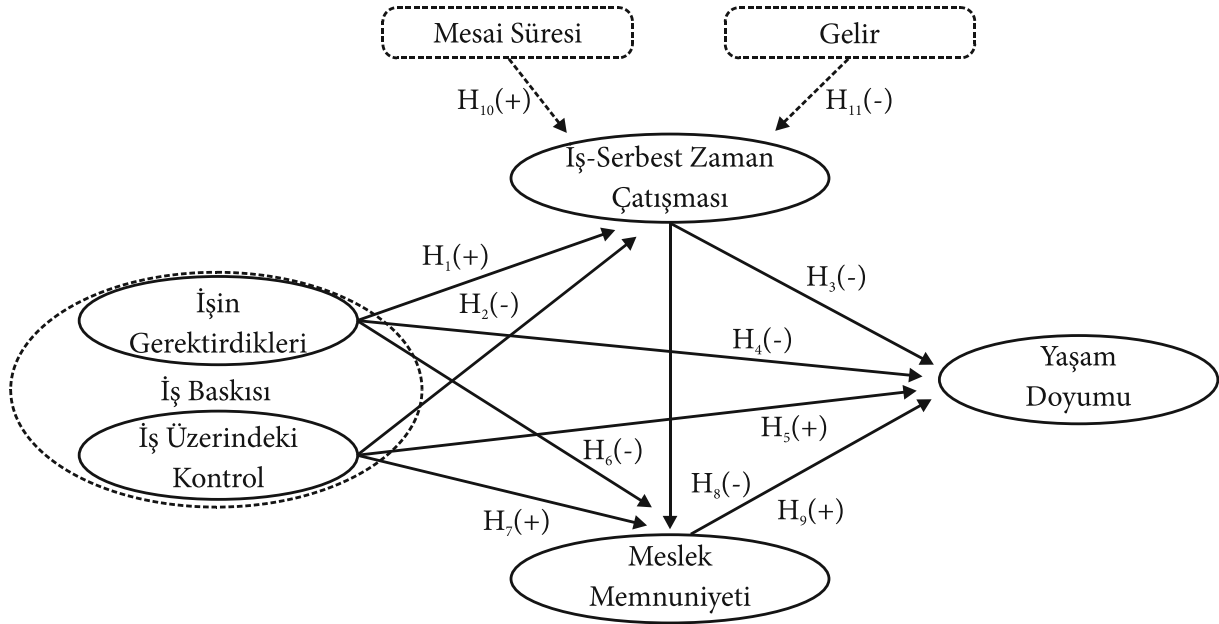 Mesai Süresi
Gelir
H₁₀(+)
H₁₁(-)
İş-Serbest Zaman
Çatışması
H₁(+)
H₂(-)
H₃(-)
İşin
Gerektirdikleri
H₄(-)
İş Baskısı
Yaşam
Doyumu
İş Üzerindeki
Kontrol
H₅(+)
H₆(-)
H₇(+)
H₈(-)
H₉(+)
Meslek
Memnuniyeti